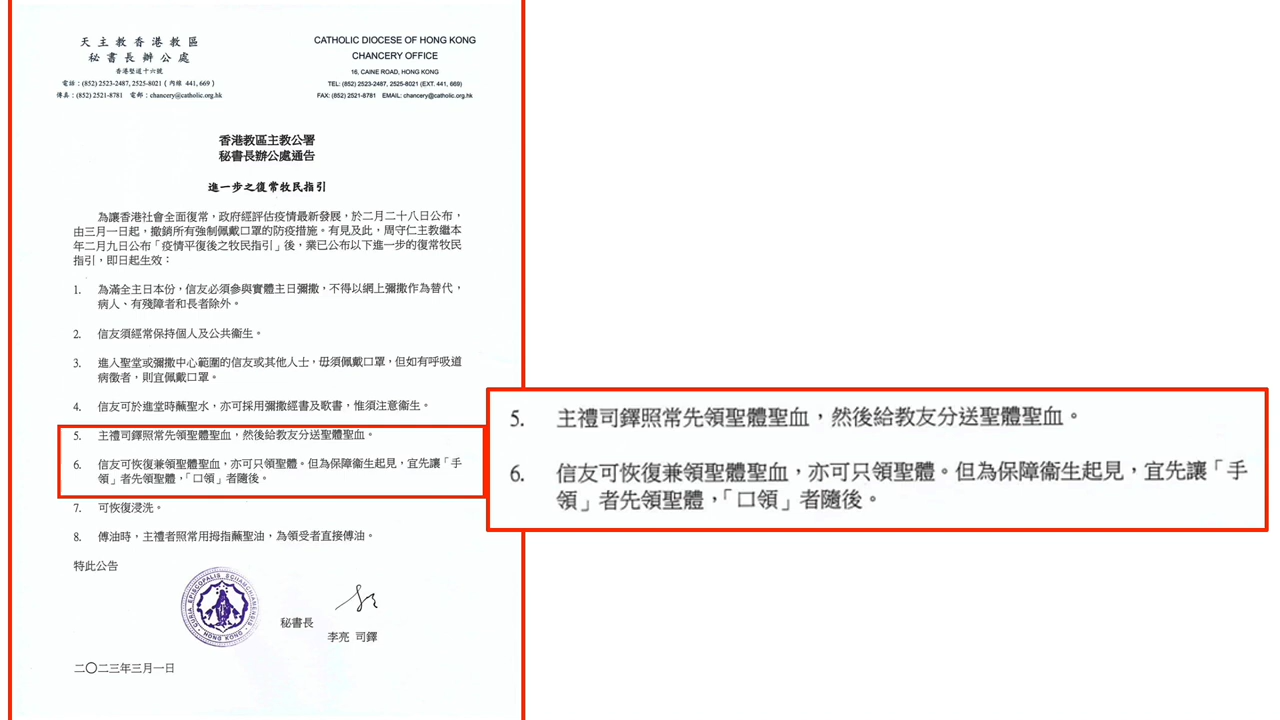 天主教香港教區
秘書長辦公處
香港堅道十六號
電話：(852) 2523-2487, 2525-8021 ( 內線 441, 669 )
傳真：(852) 2521-8781 電郵：chancery@catholic.org.hk
CATHOLIC DIOCESE OF HONG KONG
CHANCERY OFFICE
16, CAINE ROAD, HONG KONG
TEL: (852) 2523-2487, 2525-8021 (EXT. 441, 669)
FAX: (852) 2521-8781 EMAIL: chancery@catholic.org.hk
香港教區主教公署
秘書長辦公處通告
進一步之復常牧民指引
為讓香港社會全面復常，政府經評估疫情最新發展，於二月二十八日公布，
由三月一日起，撤銷所有強制佩戴口罩的防疫措施。有見及此，周守仁主教繼本
年二月九日公布「疫情平復後之牧民指引」後，業已公布以下進一步的復常牧民
指引，即日起生效：
1. 為滿全主日本份，信友必須參與實體主日彌撒，不得以網上彌撒作為替代，
病人、有殘障者和長者除外。
2. 信友須經常保持個人及公共衞生。
3. 進入聖堂或彌撒中心範圍的信友或其他人士，毋須佩戴口罩，但如有呼吸道
病徵者，則宜佩戴口罩。
4. 信友可於進堂時蘸聖水，亦可採用彌撒經書及歌書，惟須注意衞生。
5. 主禮司鐸照常先領聖體聖血，然後給教友分送聖體聖血。
6. 信友可恢復兼領聖體聖血，亦可只領聖體。但為保障衞生起見，宜先讓「手
領」者先領聖體，「口領」者隨後。
7. 可恢復浸洗。
8. 傅油時，主禮者照常用拇指蘸聖油，為領受者直接傅油。
特此公告
CURIA EPISCOPALIS SCIIAMCHIAMENSIS
HONG KONG
秘書長
李亮 司鐸
二〇二三年三月一日
5. 主禮司鐸照常先領聖體聖血，然後給教友分送聖體聖血。
6. 信友可恢復兼領聖體聖血，亦可只領聖體。但為保障衞生起見，宜先讓「手
領」者先領聖體，「口領」者隨後。